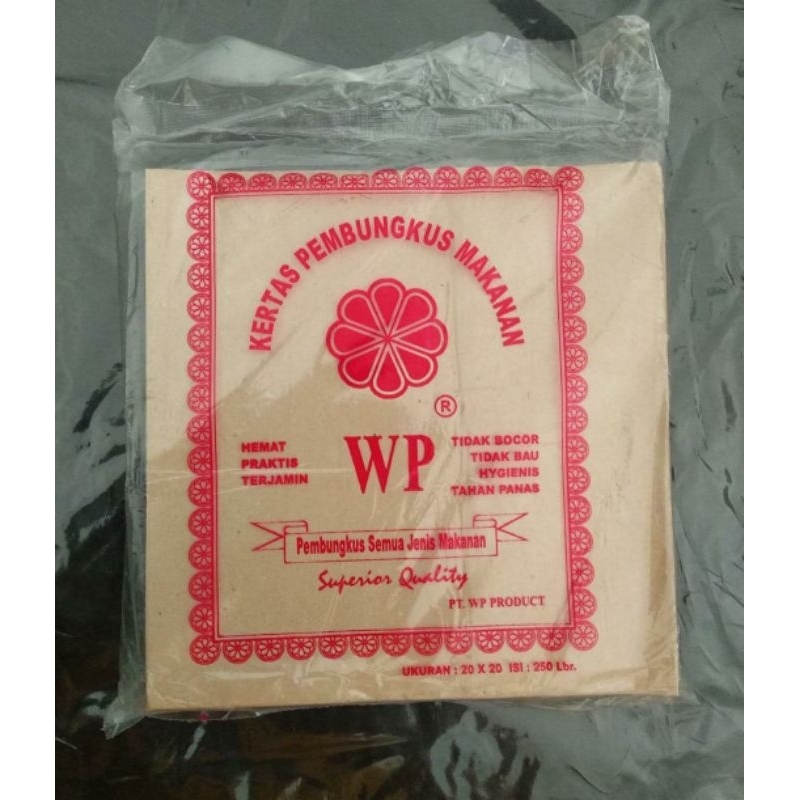 KERTAS PEMBUNGKUS MAKANAN
®
HEMAT
PRAKTIS
TERJAMIN
WP
TIDAK BOCOR
TIDAK BAU
HYGIENIS
TAHAN PANAS
Pembungkus Semua Jenis Makanan
Superior Quality
PT. WP PRODUCT
UKURAN : 20 X 20 ISI : 250 Lbr.